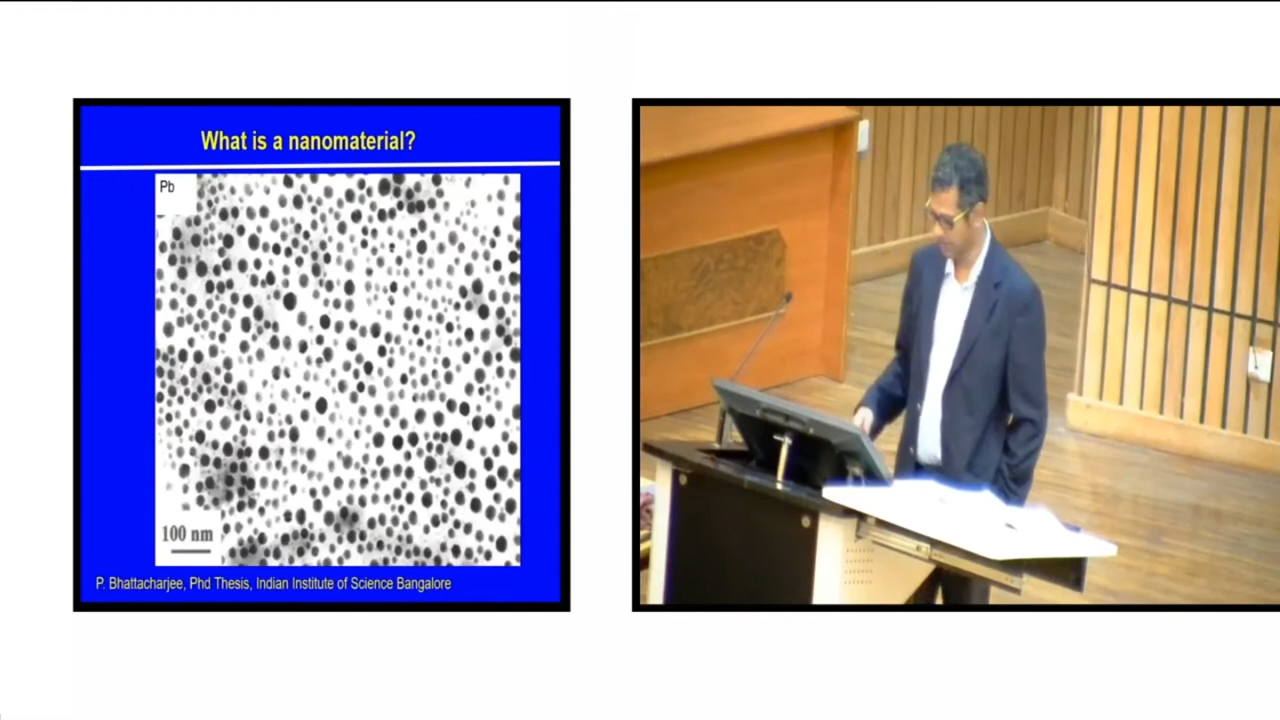 What is a nanomaterial?
Pb
100 nm
P. Bhattacharjee, Phd Thesis, Indian Institute of Science Bangalore